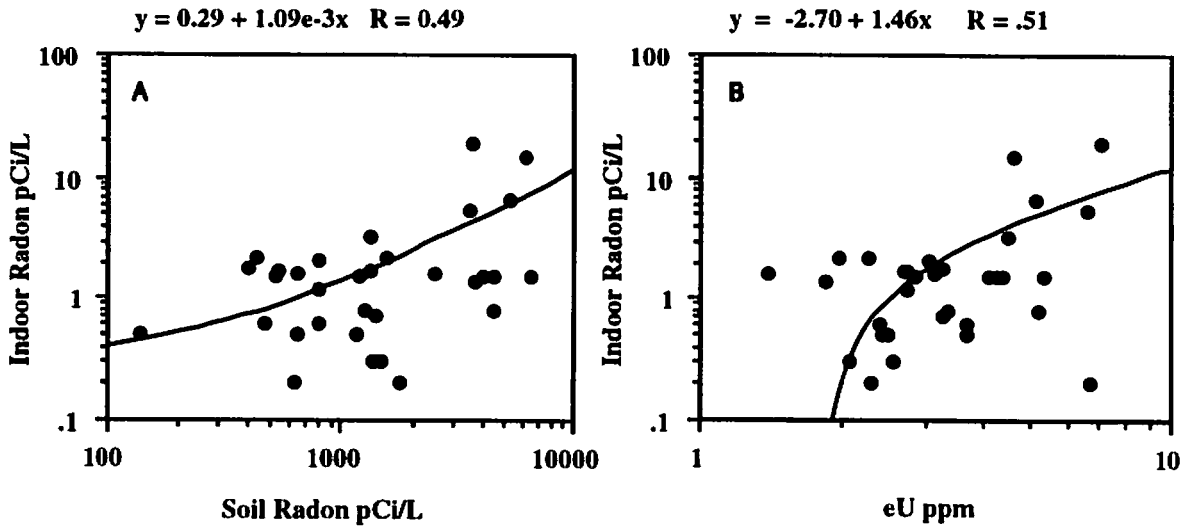 y = 0.29 + 1.09e-3x R = 0.49
100
10
1
.1
Indoor Radon pCi/L
A
100 1000 10000
Soil Radon pCi/L
y = -2.70 + 1.46x R = .51
100
10
1
.1
Indoor Radon pCi/L
B
1 10
eU ppm